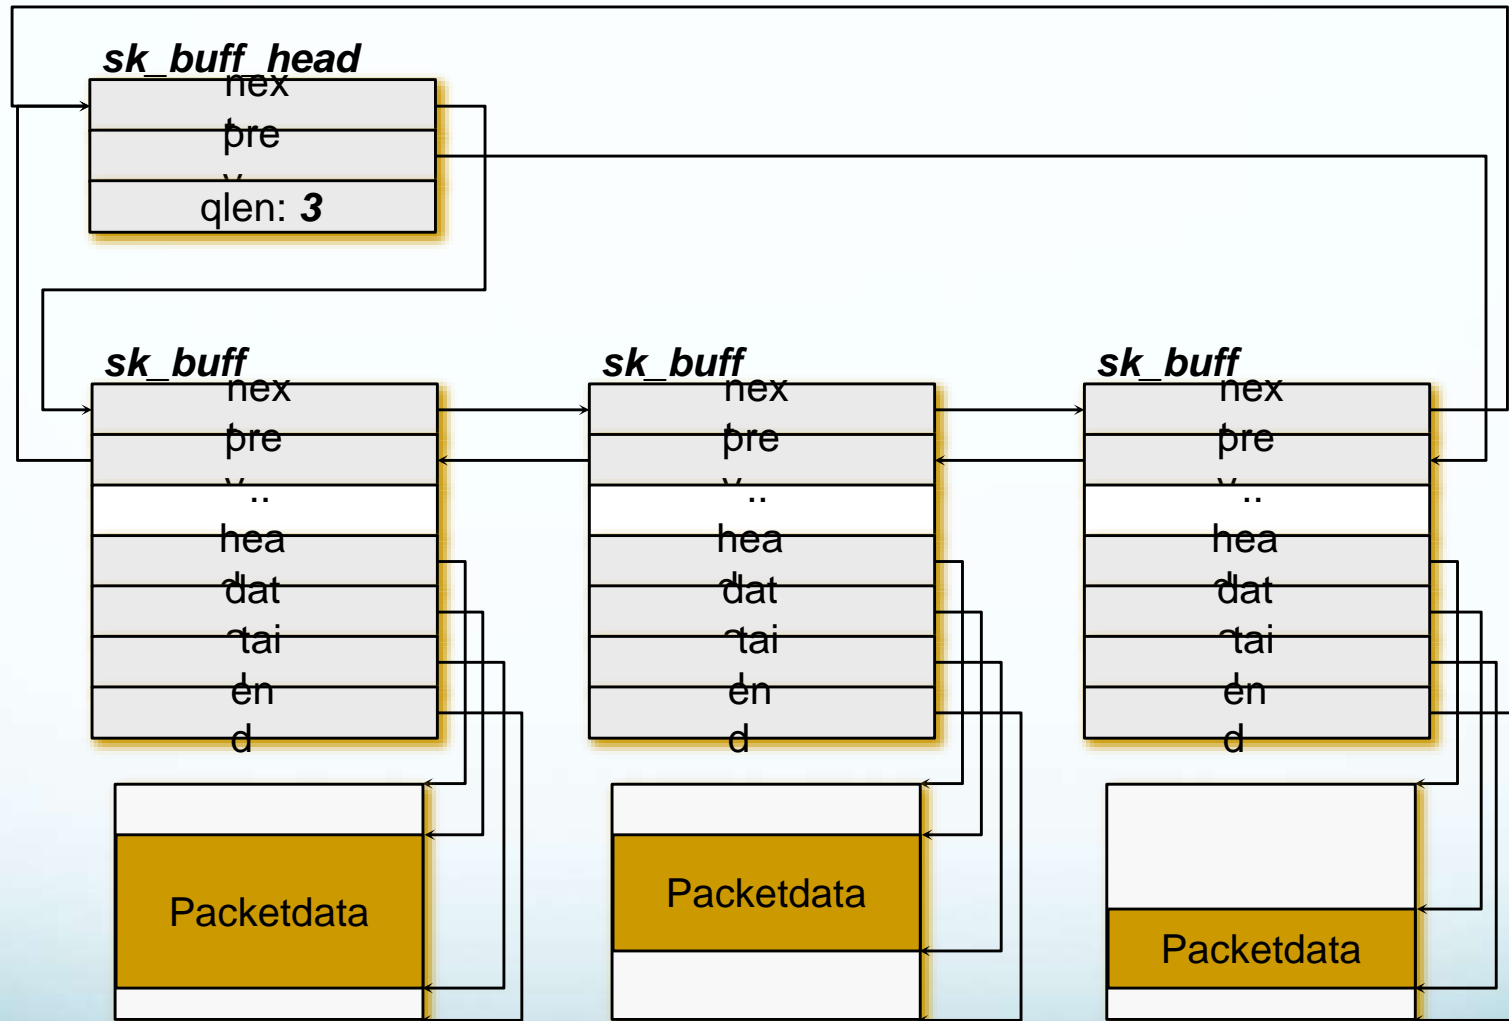 sk_buff_head
nex
t
pre
v
qlen: 3
sk_buff
nex
t
pre
v
..
hea
d
dat
a
tai
l
en
d
Packetdata
sk_buff
nex
t
pre
v
..
hea
d
dat
a
tai
l
en
d
Packetdata
sk_buff
nex
t
pre
v
..
hea
d
dat
a
tai
l
en
d
Packetdata